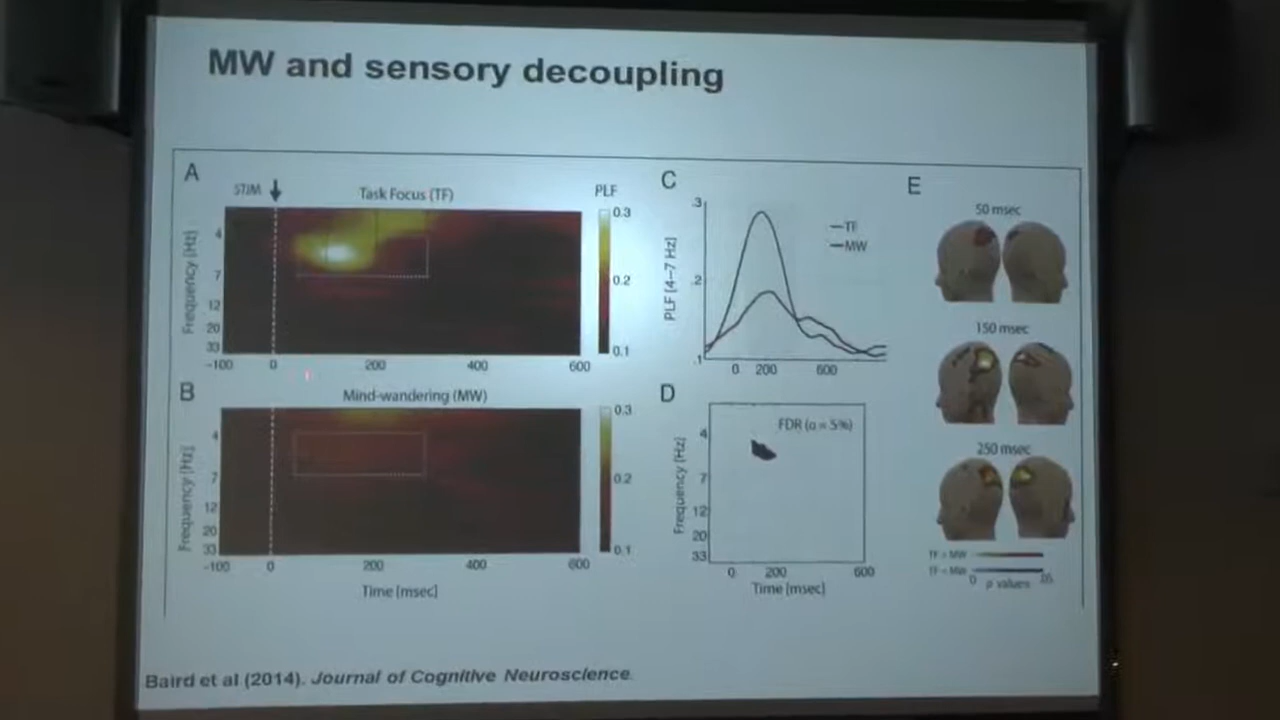 MW and sensory decoupling
A
STIM
Task Focus (TF)
PLF
Frequency [Hz]
4
7
12
20
33
-100
0
200
400
600
0.3
0.2
0.1
B
Mind-wandering (MW)
Frequency [Hz]
4
7
12
20
33
-100
0
200
400
600
Time [msec]
0.3
0.2
0.1
C
PLF [4-7 Hz]
.3
.2
.1
0
200
600
TF
MW
D
FDR (α = 5%)
Frequency [Hz]
4
7
12
20
33
0
200
600
Time [msec]
E
50 msec
150 msec
250 msec
TF > MW
TF < MW
0
p values
.05
Baird et al (2014). Journal of Cognitive Neuroscience.